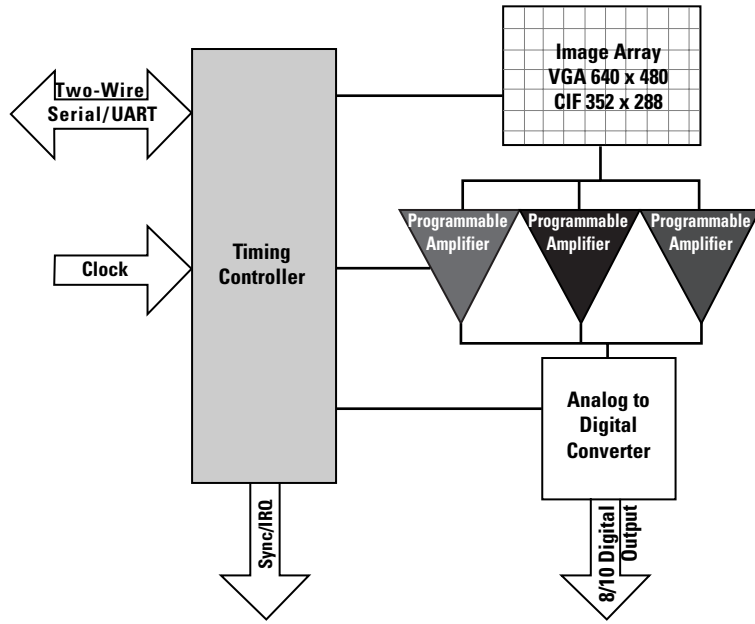 Two-Wire
Serial/UART
Clock
Timing
Controller
Sync/IRQ
Image Array
VGA 640 x 480
CIF 352 x 288
Programmable
Amplifier
Programmable
Amplifier
Programmable
Amplifier
Analog to
Digital
Converter
8/10 Digital
Output